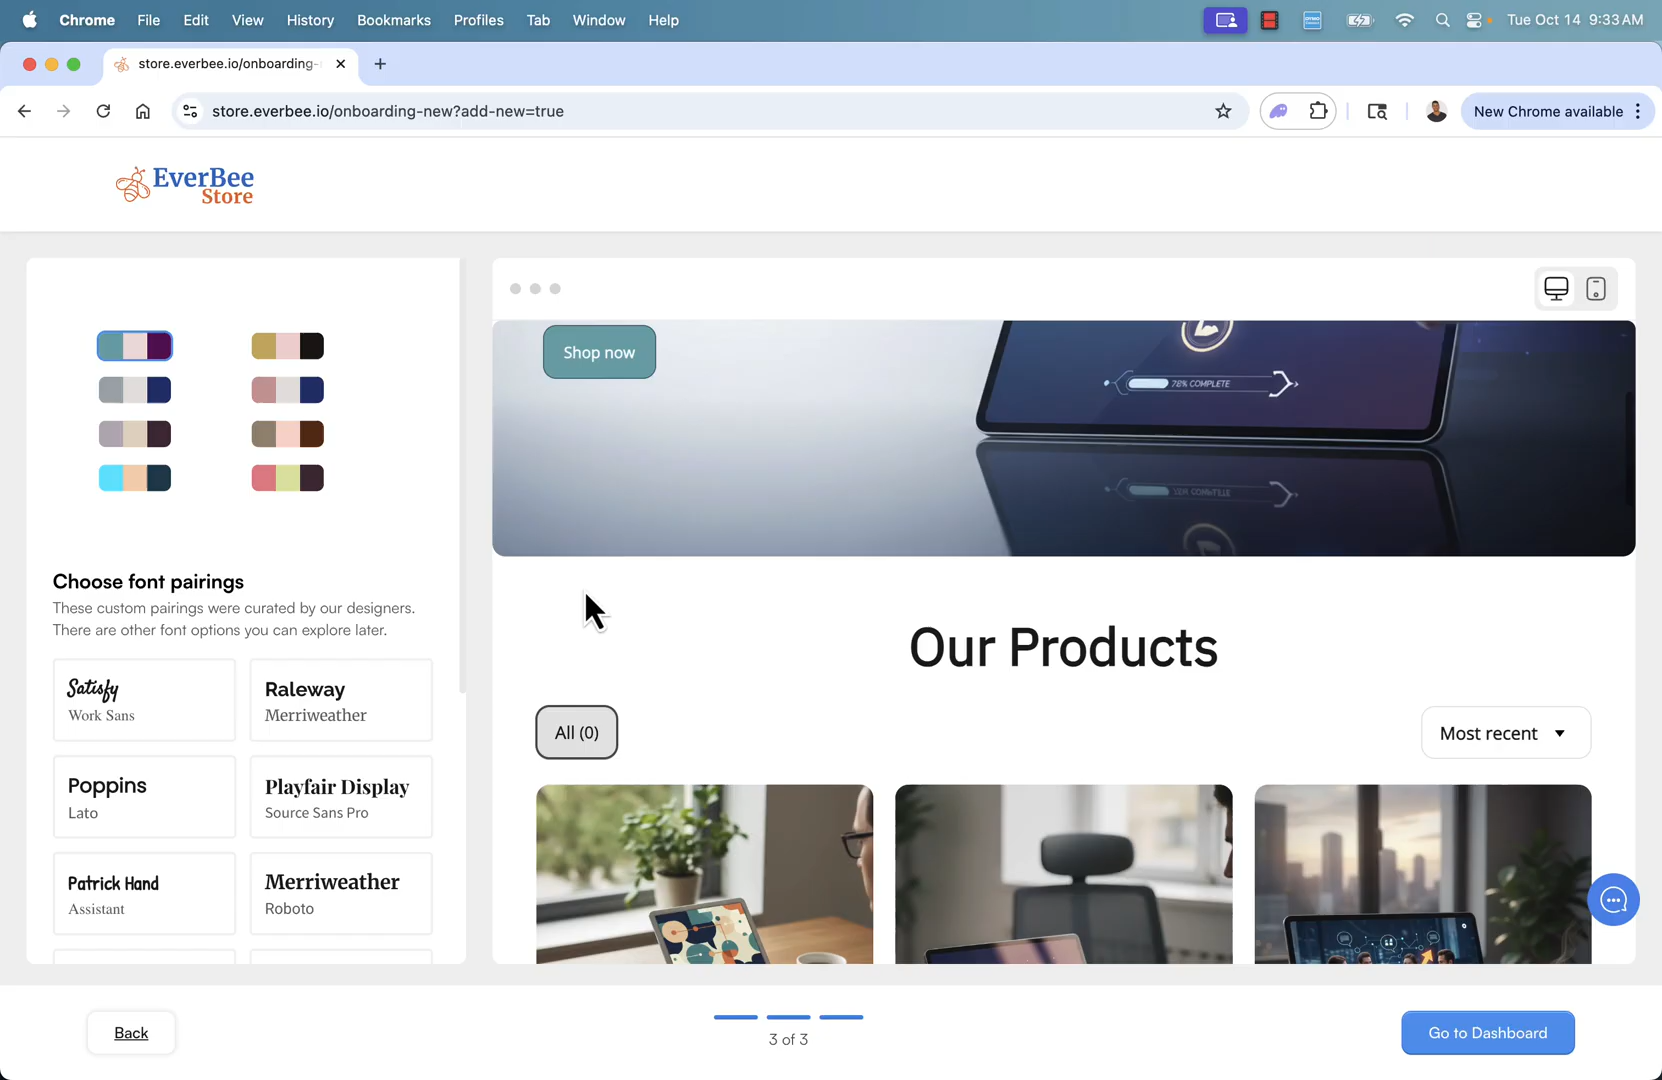 Chrome File Edit View History Bookmarks Profiles Tab Window Help Tue Oct 14 9:33 AM
store.everbee.io/onboarding-
store.everbee.io/onboarding-new?add-new=true
New Chrome available
EverBee
Store
Shop now
78% COMPLETE
Choose font pairings
These custom pairings were curated by our designers.
There are other font options you can explore later.
Satisfy
Work Sans
Raleway
Merriweather
Poppins
Lato
Playfair Display
Source Sans Pro
Patrick Hand
Assistant
Merriweather
Roboto
Our Products
All (0)
Most recent
Back
3 of 3
Go to Dashboard